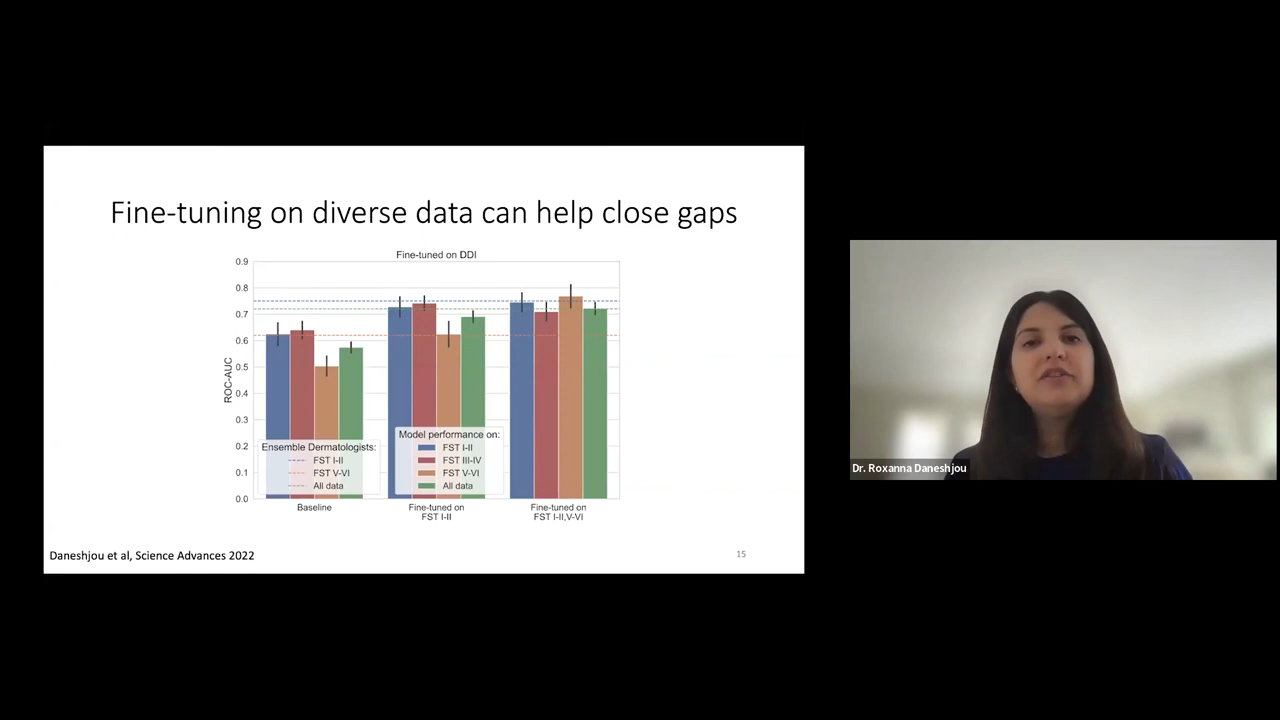 Fine-tuning on diverse data can help close gaps
Fine-tuned on DDI
0.9
0.8
0.7
0.6
0.5
0.4
0.3
0.2
0.1
0.0
ROC-AUC
Ensemble Dermatologists:
FST I-II
FST V-VI
All data
Model performance on:
FST I-II
FST III-IV
FST V-VI
All data
Baseline
Fine-tuned on
FST I-II
Fine-tuned on
FST I-II,V-VI
Daneshjou et al, Science Advances 2022
15
Dr. Roxanna Daneshjou